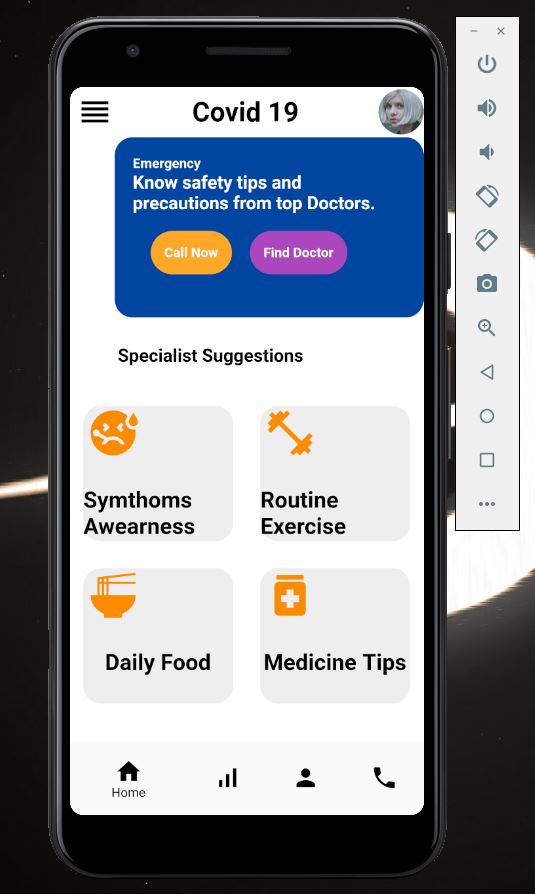 Covid 19
Emergency
Know safety tips and
precautions from top Doctors.
Call Now
Find Doctor
Specialist Suggestions
Symthoms
Awearness
Routine
Exercise
Daily Food
Medicine Tips
Home